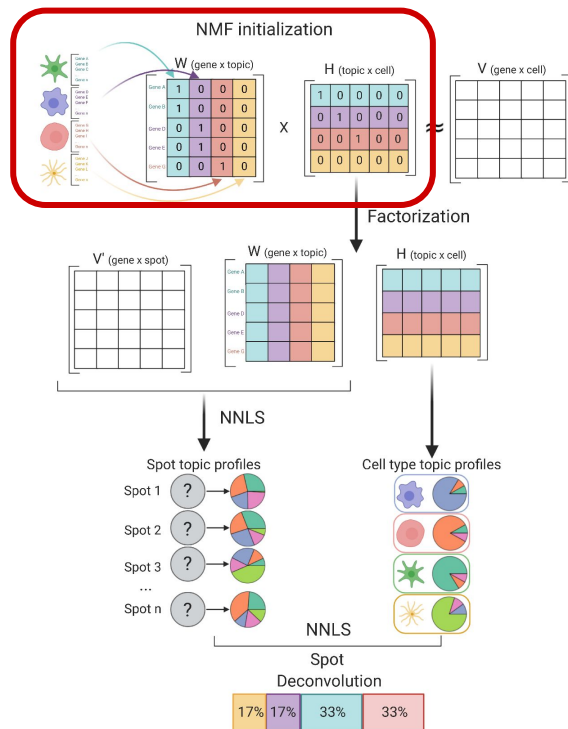 NMF initialization
W (gene x topic)
H (topic x cell)
V (gene x cell)
Gene A 1 0 0 0
Gene B 1 0 0 0
Gene D 0 1 0 0
Gene E 0 1 0 0
Gene G 0 0 1 0
X
1 0 0 0 0
0 1 0 0 0
0 0 1 0 0
0 0 0 0 0
≈
Factorization
V' (gene x spot)
W (gene x topic)
H (topic x cell)
Gene A
Gene B
Gene D
Gene E
Gene G
NNLS
Spot topic profiles
Cell type topic profiles
Spot 1 ?
Spot 2 ?
Spot 3 ?
...
Spot n ?
NNLS
Spot
Deconvolution
17% 17% 33% 33%